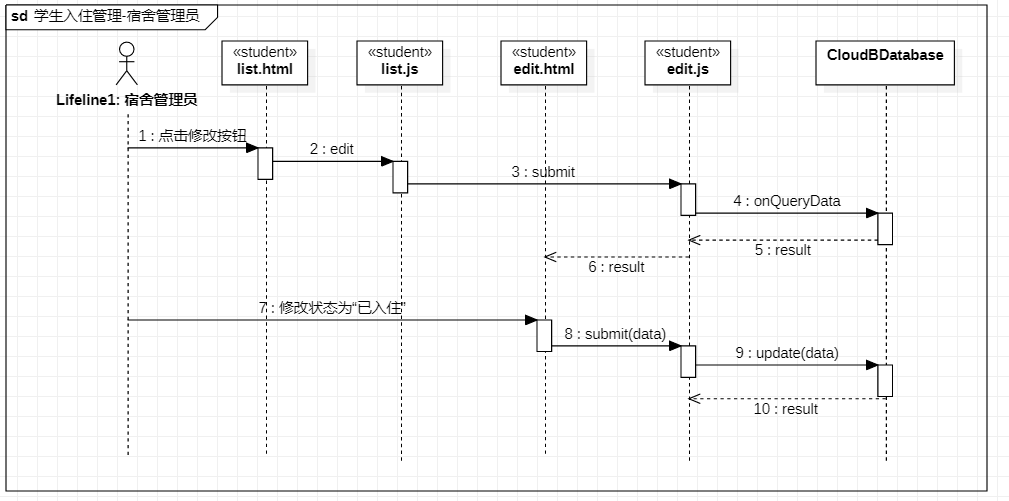 sd 学生入住管理-宿舍管理员
Lifeline1: 宿舍管理员
«student»
list.html
«student»
list.js
«student»
edit.html
«student»
edit.js
CloudBDatabase
1 : 点击修改按钮
2 : edit
3 : submit
4 : onQueryData
5 : result
6 : result
7 : 修改状态为“已入住”
8 : submit(data)
9 : update(data)
10 : result